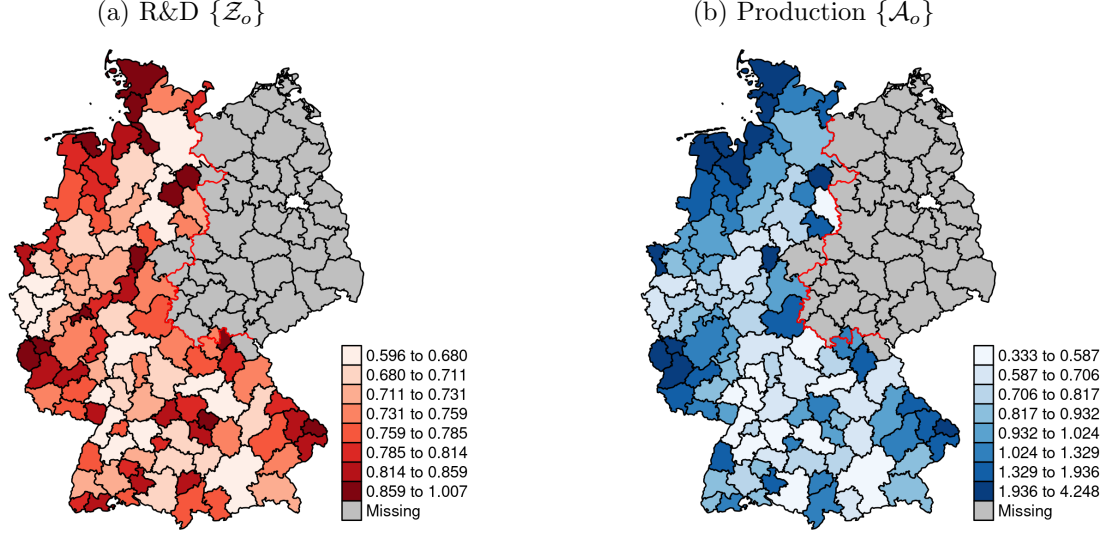 (a) R&D {𝒵ₒ}
(b) Production {𝒜ₒ}
0.596 to 0.680
0.680 to 0.711
0.711 to 0.731
0.731 to 0.759
0.759 to 0.785
0.785 to 0.814
0.814 to 0.859
0.859 to 1.007
Missing
0.333 to 0.587
0.587 to 0.706
0.706 to 0.817
0.817 to 0.932
0.932 to 1.024
1.024 to 1.329
1.329 to 1.936
1.936 to 4.248
Missing